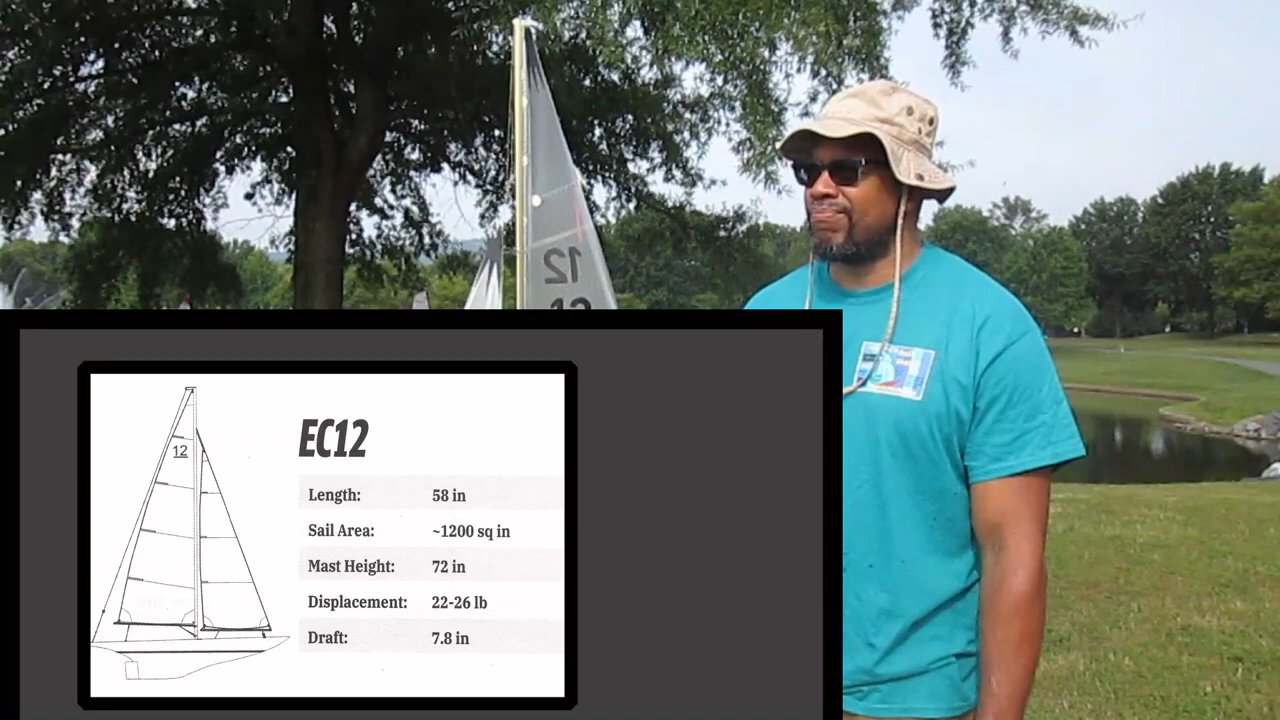 12
12
12
EC12
Length: 58 in
Sail Area: ~1200 sq in
Mast Height: 72 in
Displacement: 22-26 lb
Draft: 7.8 in